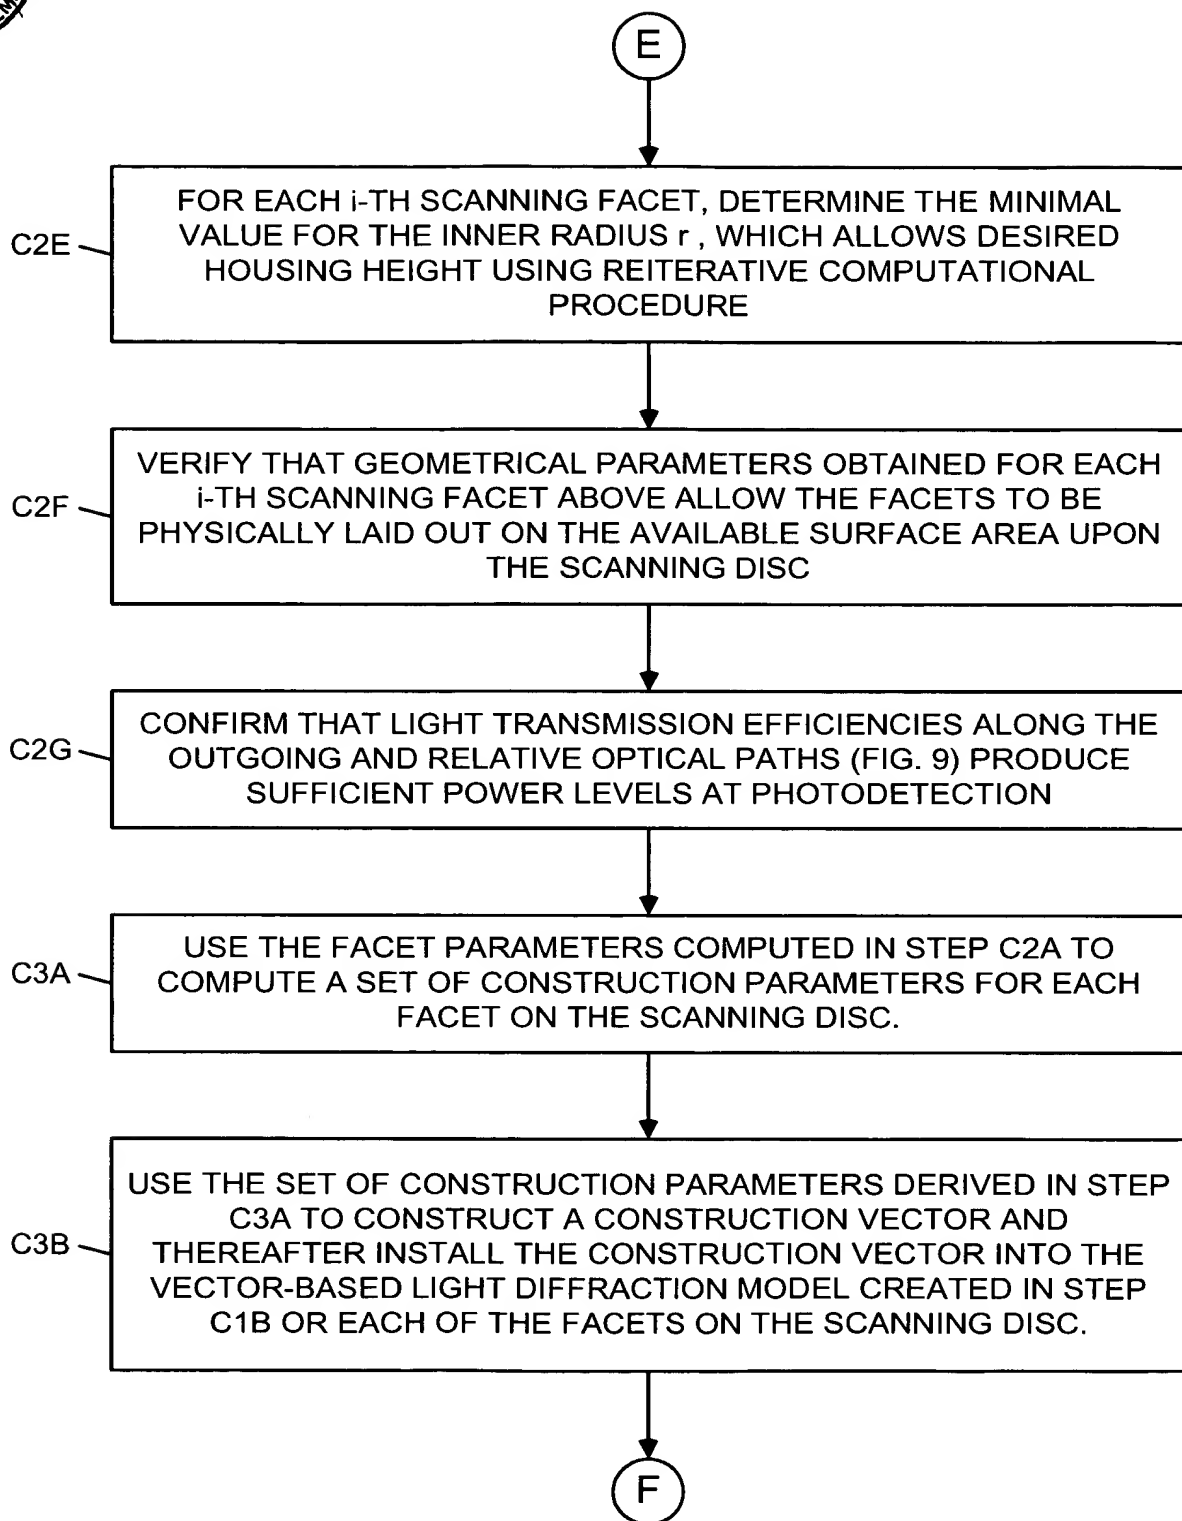 E
C2E
FOR EACH i-TH SCANNING FACET, DETERMINE THE MINIMAL
VALUE FOR THE INNER RADIUS r , WHICH ALLOWS DESIRED
HOUSING HEIGHT USING REITERATIVE COMPUTATIONAL
PROCEDURE
C2F
VERIFY THAT GEOMETRICAL PARAMETERS OBTAINED FOR EACH
i-TH SCANNING FACET ABOVE ALLOW THE FACETS TO BE
PHYSICALLY LAID OUT ON THE AVAILABLE SURFACE AREA UPON
THE SCANNING DISC
C2G
CONFIRM THAT LIGHT TRANSMISSION EFFICIENCIES ALONG THE
OUTGOING AND RELATIVE OPTICAL PATHS (FIG. 9) PRODUCE
SUFFICIENT POWER LEVELS AT PHOTODETECTION
C3A
USE THE FACET PARAMETERS COMPUTED IN STEP C2A TO
COMPUTE A SET OF CONSTRUCTION PARAMETERS FOR EACH
FACET ON THE SCANNING DISC.
C3B
USE THE SET OF CONSTRUCTION PARAMETERS DERIVED IN STEP
C3A TO CONSTRUCT A CONSTRUCTION VECTOR AND
THEREAFTER INSTALL THE CONSTRUCTION VECTOR INTO THE
VECTOR-BASED LIGHT DIFFRACTION MODEL CREATED IN STEP
C1B OR EACH OF THE FACETS ON THE SCANNING DISC.
F